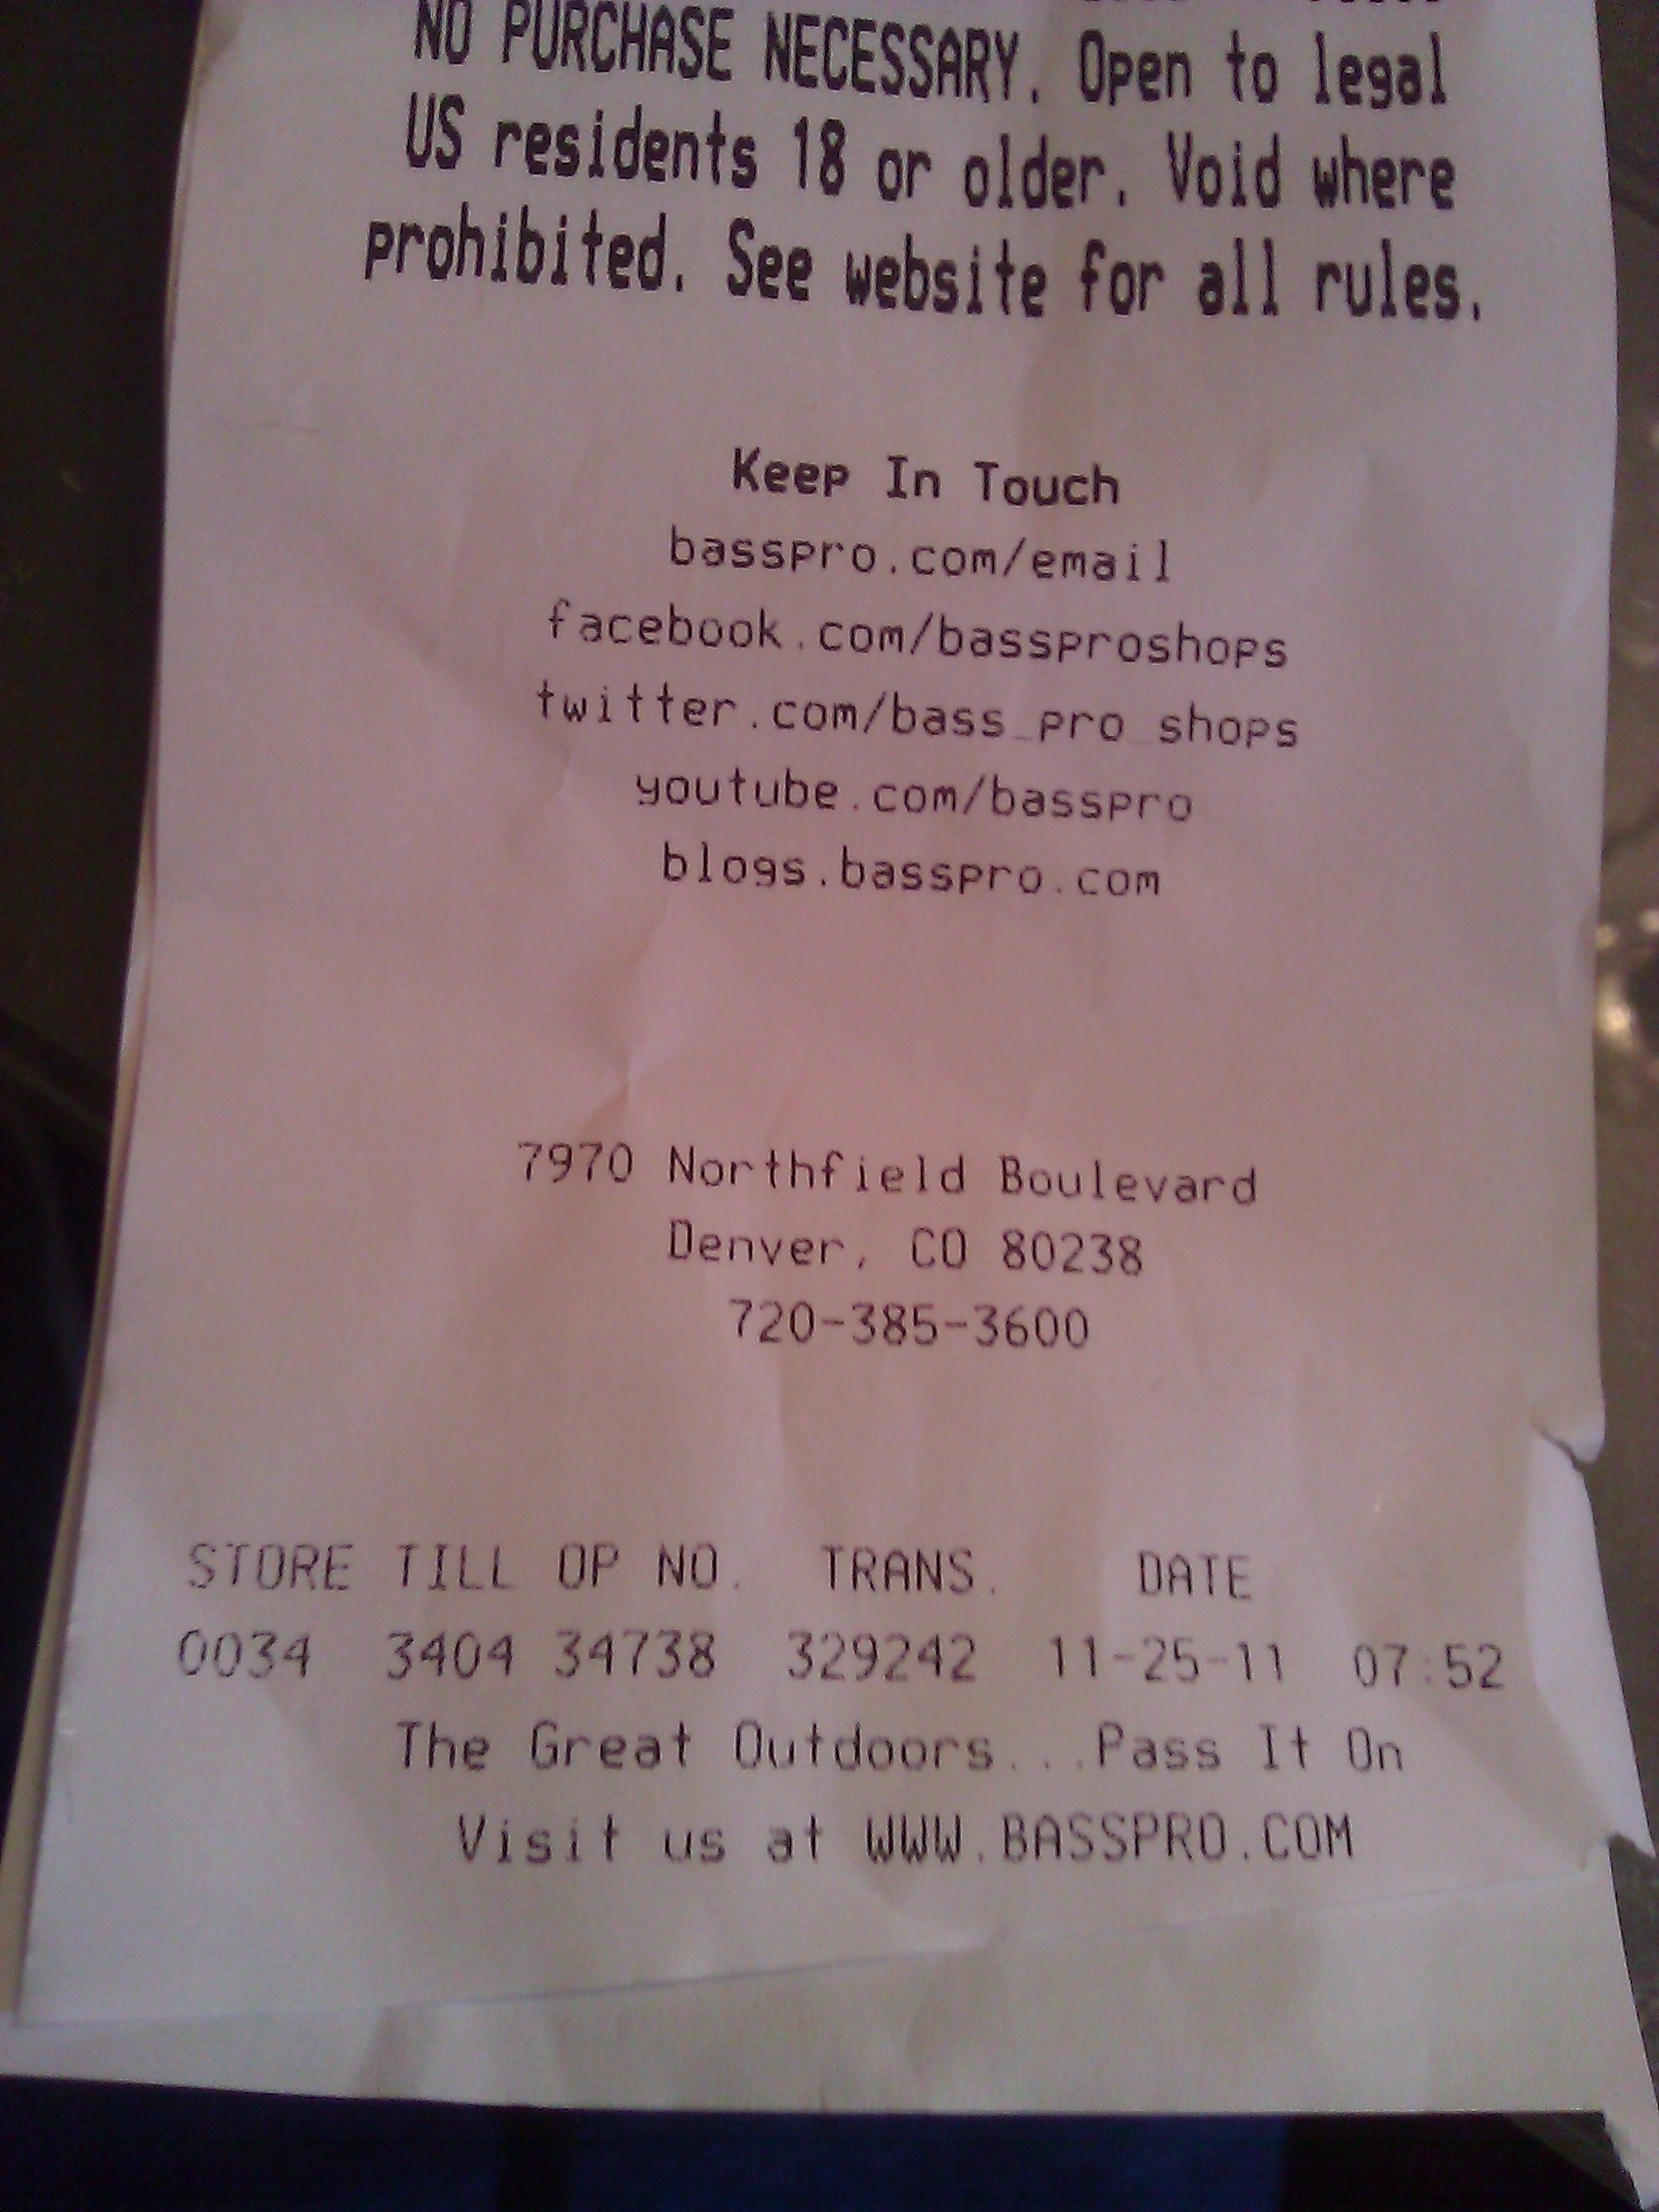 NO PURCHASE NECESSARY. Open to legal
US residents 18 or older. Void where
prohibited. See website for all rules.
Keep In Touch
basspro.com/email
facebook.com/bassproshops
twitter.com/bass_pro_shops
youtube.com/basspro
blogs.basspro.com
7970 Northfield Boulevard
Denver, CO 80238
720-385-3600
STORE TILL OP NO. TRANS. DATE
0034 3404 34738 329242 11-25-11 07:52
The Great Outdoors...Pass It On
Visit us at WWW.BASSPRO.COM